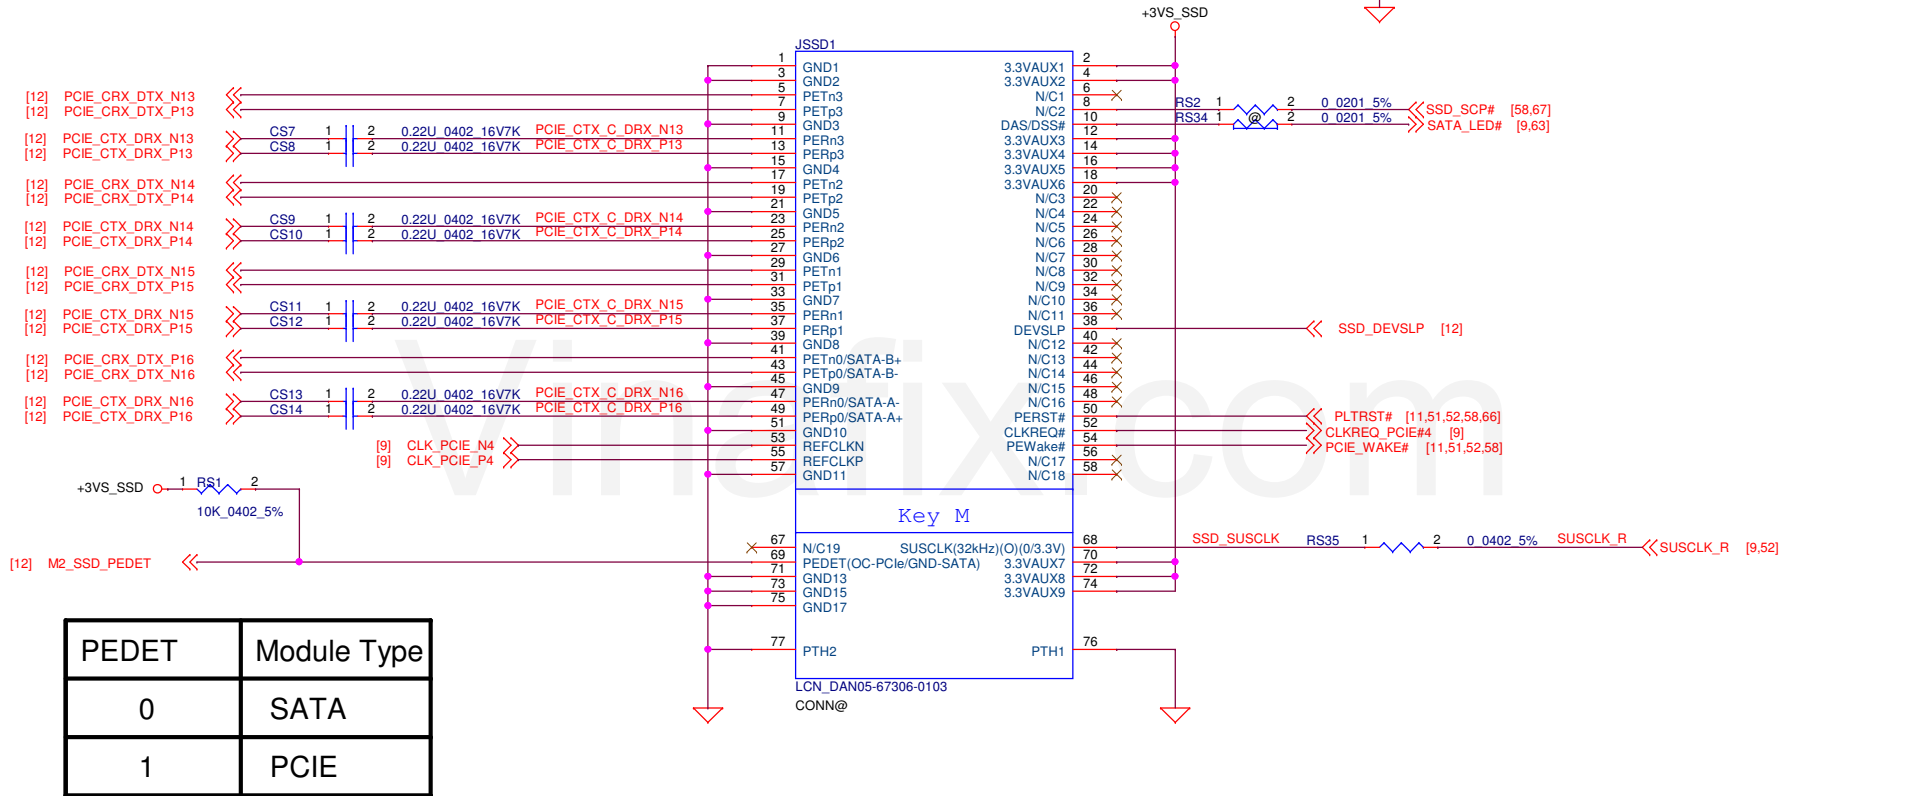 +3VS_SSD
JSSD1
1 GND1 3.3VAUX1 2
3 GND2 3.3VAUX2 4
[12] PCIE_CRX_DTX_N13 5 PETn3 N/C1 6
[12] PCIE_CRX_DTX_P13 7 PETp3 N/C2 8 RS2 1 2 0_0201_5% SSD_SCP# [58,67]
9 GND3 DAS/DSS# 10 RS34 1 @ 2 0_0201_5% SATA_LED# [9,63]
[12] PCIE_CTX_DRX_N13 CS7 1 2 0.22U_0402_16V7K PCIE_CTX_C_DRX_N13 11 PERn3 3.3VAUX3 12
[12] PCIE_CTX_DRX_P13 CS8 1 2 0.22U_0402_16V7K PCIE_CTX_C_DRX_P13 13 PERp3 3.3VAUX4 14
15 GND4 3.3VAUX5 16
[12] PCIE_CRX_DTX_N14 17 PETn2 3.3VAUX6 18
[12] PCIE_CRX_DTX_P14 19 PETp2 N/C3 20
21 GND5 N/C4 22
[12] PCIE_CTX_DRX_N14 CS9 1 2 0.22U_0402_16V7K PCIE_CTX_C_DRX_N14 23 PERn2 N/C5 24
[12] PCIE_CTX_DRX_P14 CS10 1 2 0.22U_0402_16V7K PCIE_CTX_C_DRX_P14 25 PERp2 N/C6 26
27 GND6 N/C7 28
[12] PCIE_CRX_DTX_N15 29 PETn1 N/C8 30
[12] PCIE_CRX_DTX_P15 31 PETp1 N/C9 32
33 GND7 N/C10 34
[12] PCIE_CTX_DRX_N15 CS11 1 2 0.22U_0402_16V7K PCIE_CTX_C_DRX_N15 35 PERn1 N/C11 36
[12] PCIE_CTX_DRX_P15 CS12 1 2 0.22U_0402_16V7K PCIE_CTX_C_DRX_P15 37 PERp1 DEVSLP 38 SSD_DEVSLP [12]
39 GND8 N/C12 40
[12] PCIE_CRX_DTX_P16 41 PETn0/SATA-B+ N/C13 42
[12] PCIE_CRX_DTX_N16 43 PETp0/SATA-B- N/C14 44
45 GND9 N/C15 46
[12] PCIE_CTX_DRX_N16 CS13 1 2 0.22U_0402_16V7K PCIE_CTX_C_DRX_N16 47 PERn0/SATA-A- N/C16 48
[12] PCIE_CTX_DRX_P16 CS14 1 2 0.22U_0402_16V7K PCIE_CTX_C_DRX_P16 49 PERp0/SATA-A+ PERST# 50 PLTRST# [11,51,52,58,66]
51 GND10 CLKREQ# 52 CLKREQ_PCIE#4 [9]
[9] CLK_PCIE_N4 53 REFCLKN PEWake# 54 PCIE_WAKE# [11,51,52,58]
[9] CLK_PCIE_P4 55 REFCLKP N/C17 56
57 GND11 N/C18 58
+3VS_SSD 1 RS1 2
10K_0402_5%
Key M
67 N/C19 SUSCLK(32kHz)(O)(0/3.3V) 68 SSD_SUSCLK RS35 1 2 0_0402_5% SUSCLK_R SUSCLK_R [9,52]
[12] M2_SSD_PEDET 69 PEDET(OC-PCIe/GND-SATA) 3.3VAUX7 70
71 GND13 3.3VAUX8 72
73 GND15 3.3VAUX9 74
75 GND17
77 PTH2 PTH1 76
LCN_DAN05-67306-0103
CONN@
PEDET Module Type
0 SATA
1 PCIE
Vinafix.com